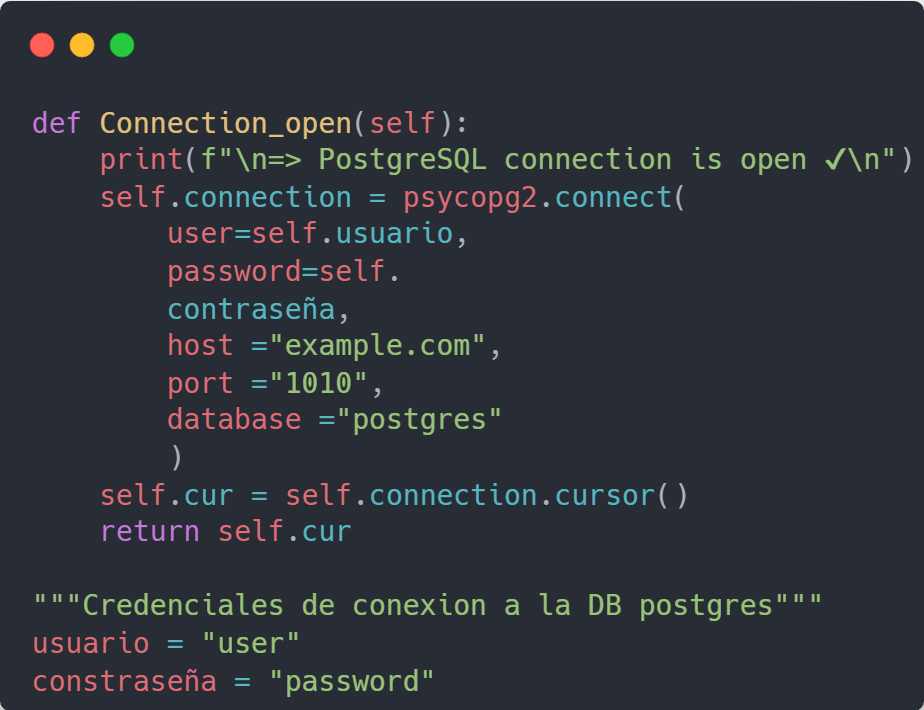 def Connection_open(self):
    print(f"\n=> PostgreSQL connection is open ✔\n")
    self.connection = psycopg2.connect(
        user=self.usuario,
        password=self.
        contraseña,
        host ="example.com",
        port ="1010",
        database ="postgres"
        )
    self.cur = self.connection.cursor()
    return self.cur

"""Credenciales de conexion a la DB postgres"""
usuario = "user"
constraseña = "password"